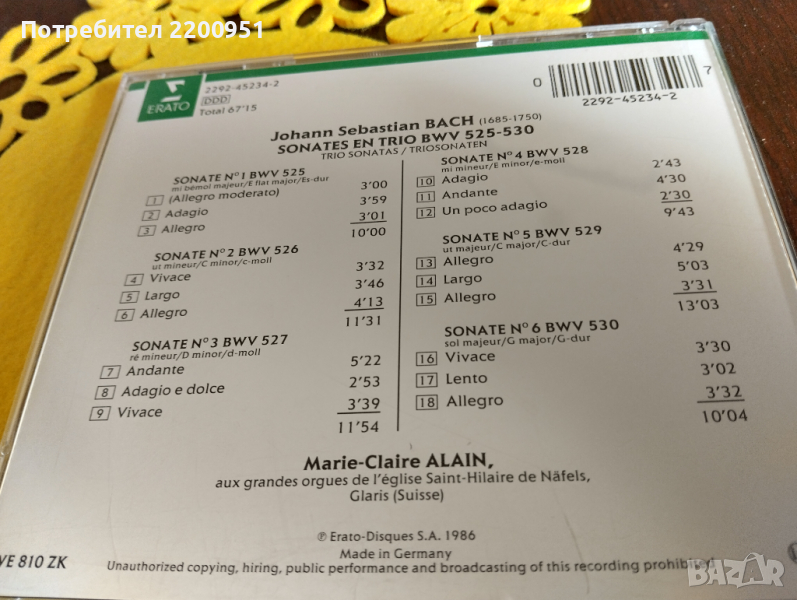 Потребител 2200951
ERATO
2292-45234-2
DDD
Total 67'15
0
7
2292-45234-2
Johann Sebastian BACH (1685-1750)
SONATES EN TRIO BWV 525-530
TRIO SONATAS / TRIOSONATEN
SONATE Nº 1 BWV 525
mi bémol majeur/E flat major/Es-dur
1 (Allegro moderato) 3'00
2 Adagio 3'59
3 Allegro 3'01
10'00
SONATE Nº 2 BWV 526
ut mineur/C minor/c-moll
4 Vivace 3'32
5 Largo 3'46
6 Allegro 4'13
11'31
SONATE Nº 3 BWV 527
ré mineur/D minor/d-moll
7 Andante 5'22
8 Adagio e dolce 2'53
9 Vivace 3'39
11'54
SONATE Nº 4 BWV 528
mi mineur/E minor/e-moll
10 Adagio 2'43
11 Andante 4'30
12 Un poco adagio 2'30
9'43
SONATE Nº 5 BWV 529
ut majeur/C major/C-dur
13 Allegro 4'29
14 Largo 5'03
15 Allegro 3'31
13'03
SONATE Nº 6 BWV 530
sol majeur/G major/G-dur
16 Vivace 3'30
17 Lento 3'02
18 Allegro 3'32
10'04
Marie-Claire ALAIN,
aux grandes orgues de l'église Saint-Hilaire de Näfels,
Glaris (Suisse)
℗ Erato-Disques S.A. 1986
Made in Germany
VE 810 ZK
Unauthorized copying, hiring, public performance and broadcasting of this recording prohibited
BAZAR